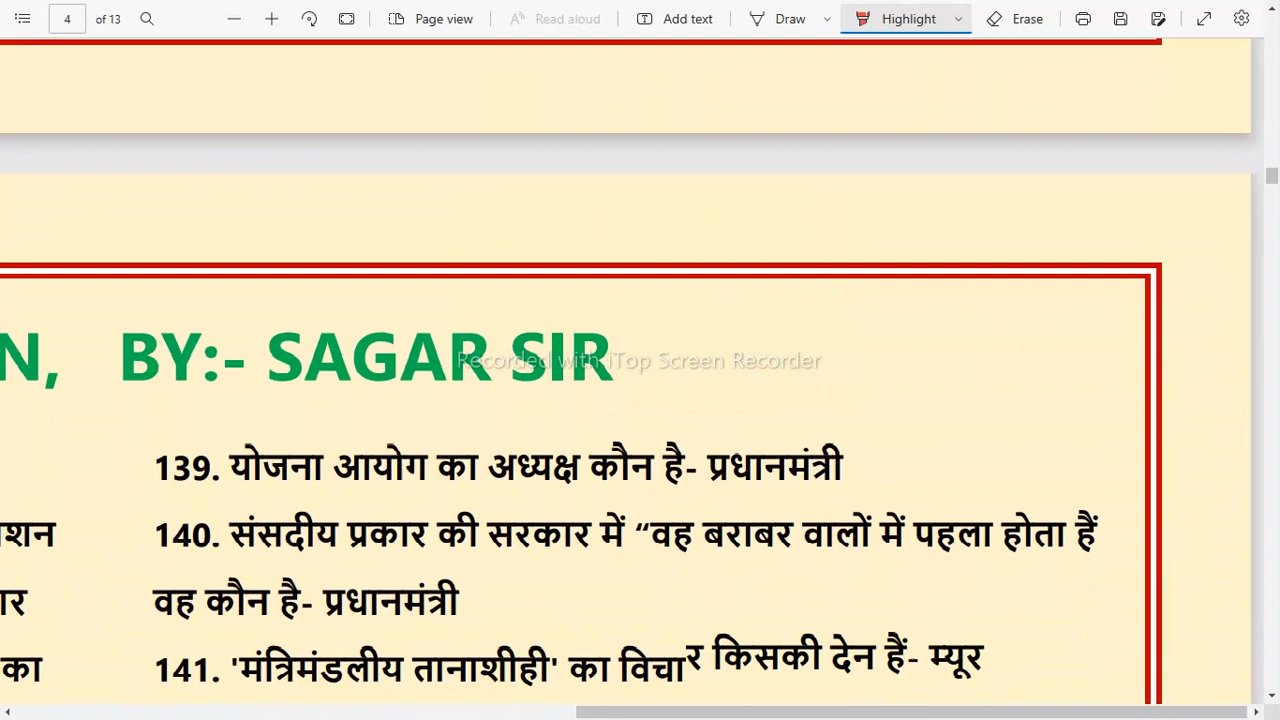 4 of 13 Page view Read aloud Add text Draw Highlight Erase
N, BY:- SAGAR SIR
Recorded with iTop Screen Recorder
139. योजना आयोग का अध्यक्ष कौन है- प्रधानमंत्री
शन
140. संसदीय प्रकार की सरकार में “वह बराबर वालों में पहला होता हैं
ार
वह कौन है- प्रधानमंत्री
का
141. 'मंत्रिमंडलीय तानाशीही' का विचार किसकी देन हैं- म्यूर